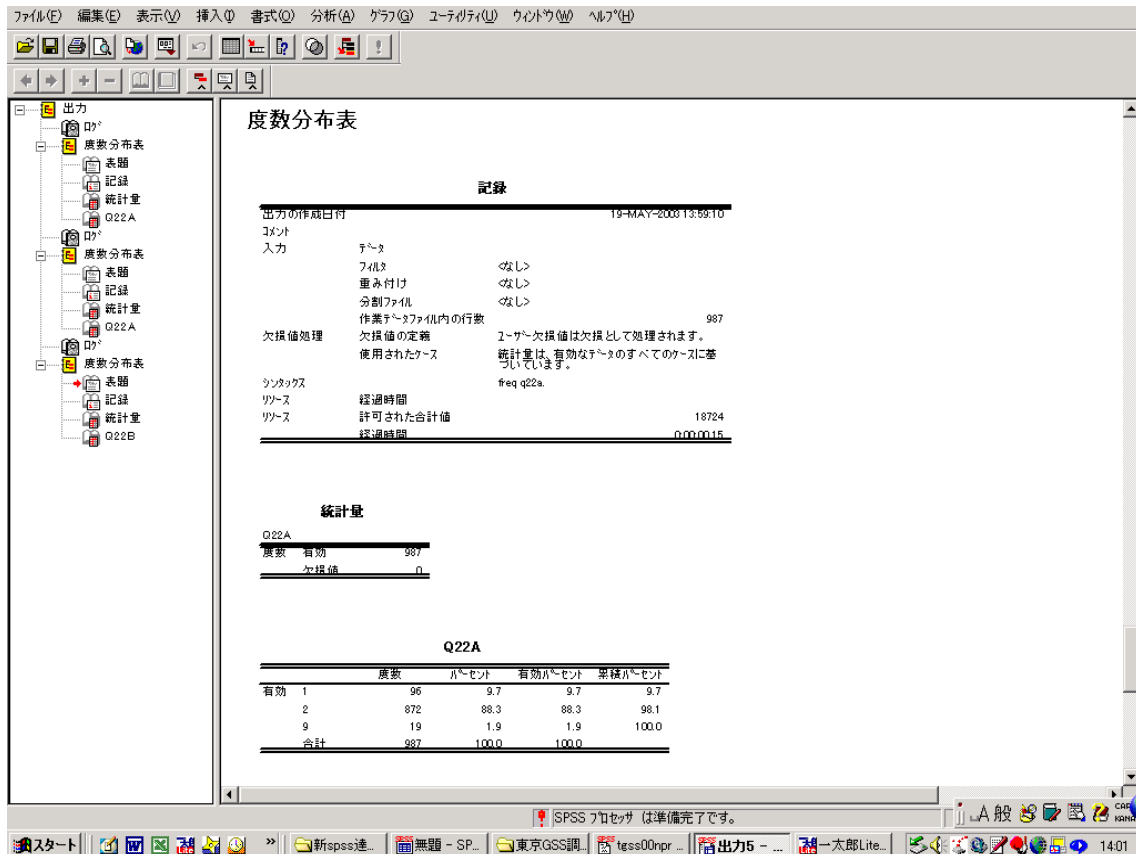 ファイル(F) 編集(E) 表示(V) 挿入(I) 書式(O) 分析(A) グラフ(G) ユーティリティ(U) ウィンドウ(W) ヘルプ(H)
出力
ログ
度数分布表
表題
記録
統計量
Q22A
ログ
度数分布表
表題
記録
統計量
Q22A
ログ
度数分布表
表題
記録
統計量
Q22B
度数分布表
記録
出力の作成日付 19-MAY-2003 13:59:10
コメント
入力 データ
フィルタ <なし>
重み付け <なし>
分割ファイル <なし>
作業データファイル内の行数 987
欠損値処理 欠損値の定義 ユーザー欠損値は欠損として処理されます。
使用されたケース 統計量は、有効なデータのすべてのケースに基
づいています。
シンタックス freq q22a.
リソース 経過時間
リソース 許可された合計値 18724
経過時間 0:00:00.15
統計量
Q22A
度数 有効 987
欠損値 0
Q22A
度数 パーセント 有効パーセント 累積パーセント
有効 1 96 9.7 9.7 9.7
2 872 88.3 88.3 98.1
9 19 1.9 1.9 100.0
合計 987 100.0 100.0
SPSS プロセッサ は準備完了です。
A 般
スタート » 新spss達... 無題 - SP... 東京GSS調... tgss00npr ... 出力5 - ... 一太郎Lite... 14:01